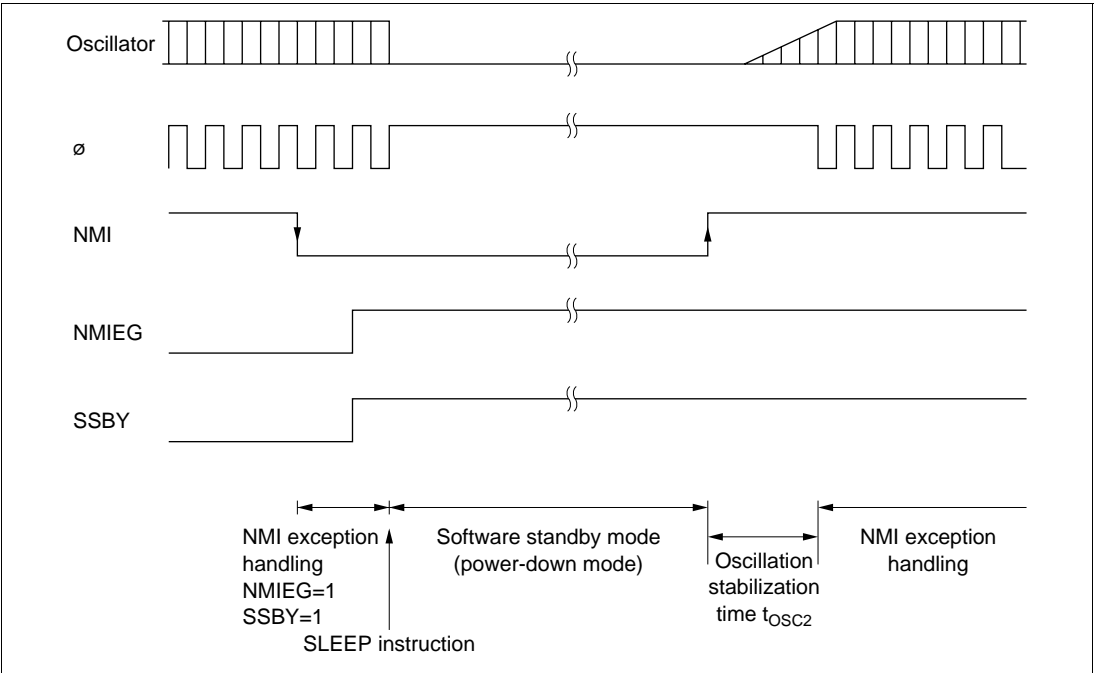 Oscillator
ø
NMI
NMIEG
SSBY
NMI exception
handling
NMIEG=1
SSBY=1
SLEEP instruction
Software standby mode
(power-down mode)
Oscillation
stabilization
time tOSC2
NMI exception
handling